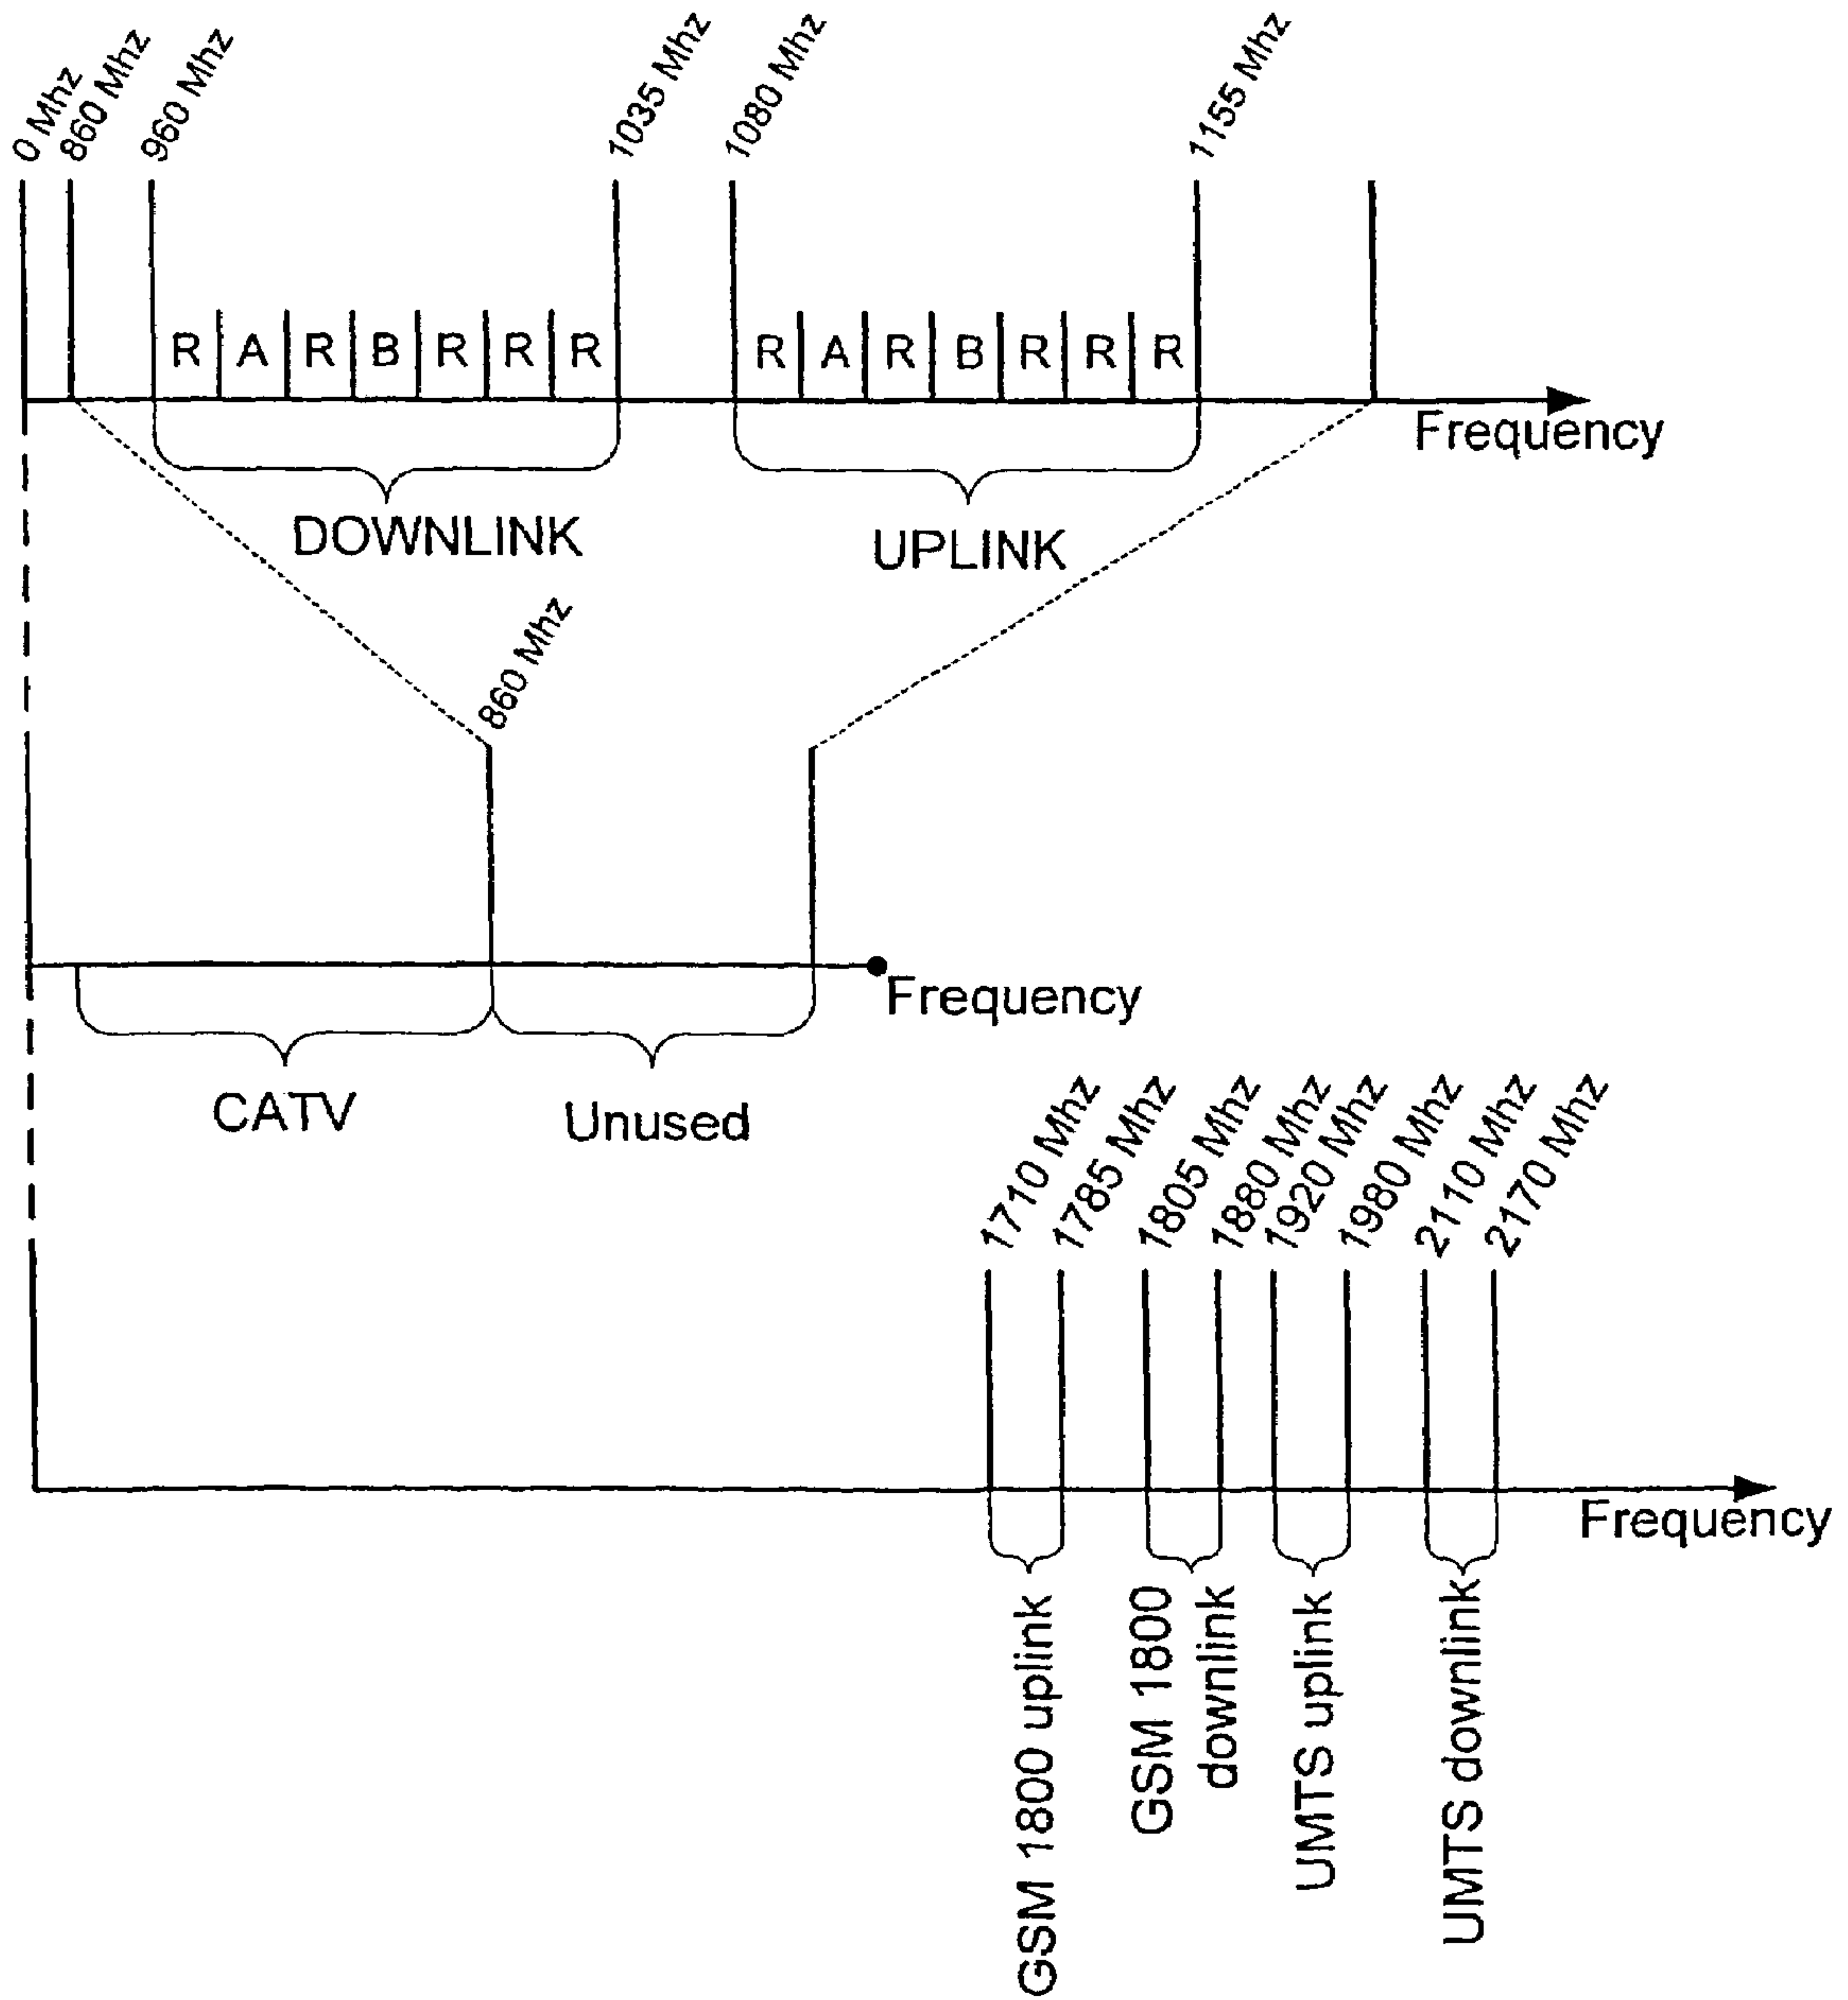 0 Mhz
860 Mhz
960 Mhz
1035 Mhz
1080 Mhz
1155 Mhz
R A R B R R R
R A R B R R R
Frequency
DOWNLINK
UPLINK
860 Mhz
Frequency
CATV
Unused
1710 Mhz
1785 Mhz
1805 Mhz
1880 Mhz
1920 Mhz
1980 Mhz
2110 Mhz
2170 Mhz
Frequency
GSM 1800 uplink
GSM 1800
downlink
UMTS uplink
UMTS downlink